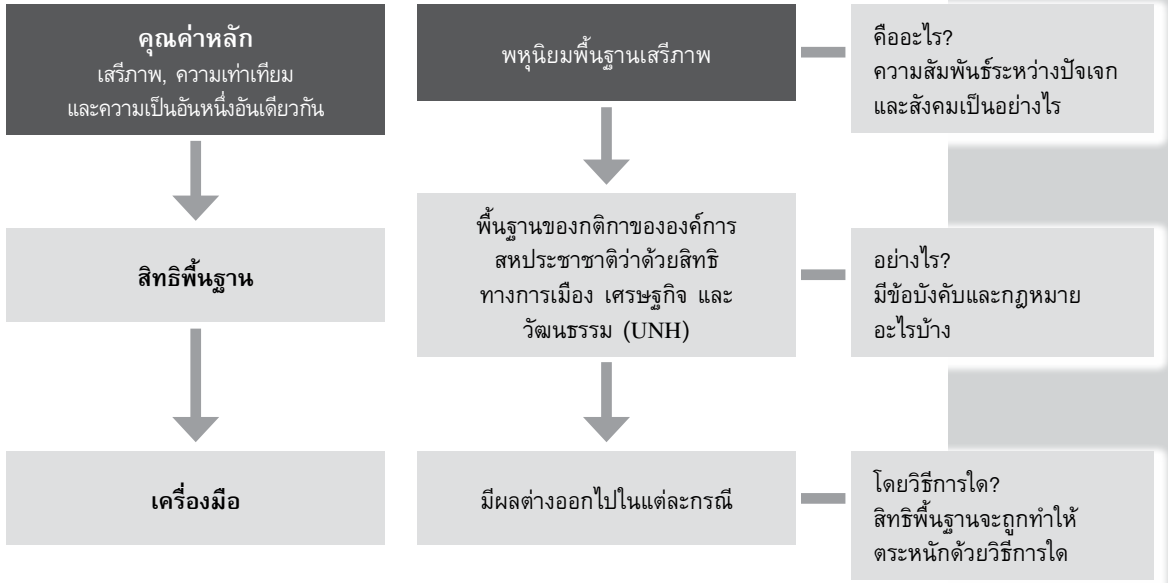 คุณค่าหลัก
เสรีภาพ, ความเท่าเทียม
และความเป็นอันหนึ่งอันเดียวกัน
พหุนิยมพื้นฐานเสรีภาพ
คืออะไร?
ความสัมพันธ์ระหว่างปัจเจก
และสังคมเป็นอย่างไร
สิทธิพื้นฐาน
พื้นฐานของกติกาขององค์การ
สหประชาชาติว่าด้วยสิทธิ
ทางการเมือง เศรษฐกิจ และ
วัฒนธรรม (UNH)
อย่างไร?
มีข้อบังคับและกฎหมาย
อะไรบ้าง
เครื่องมือ
มีผลต่างออกไปในแต่ละกรณี
โดยวิธีการใด?
สิทธิพื้นฐานจะถูกทำให้
ตระหนักด้วยวิธีการใด